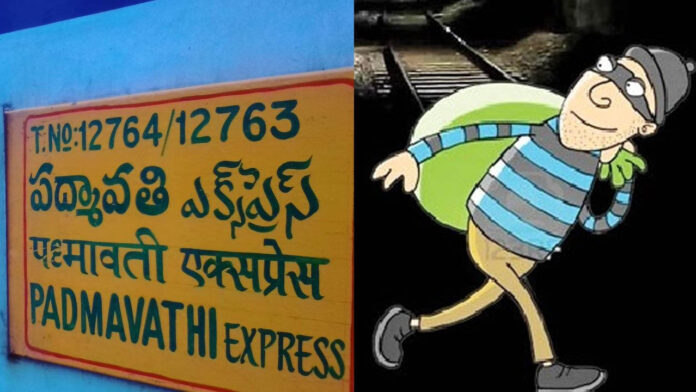 T.NO:12764/12763
పద్మావతి ఎక్స్‌ప్రెస్
पद्मावती एक्सप्रेस
PADMAVATHI EXPRESS